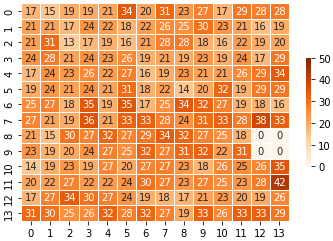 0 17 15 19 19 21 34 20 31 23 27 17 29 28 28
1 21 21 17 24 22 18 22 26 25 30 23 21 16 19
2 21 31 13 17 19 16 21 28 28 18 16 22 19 20
3 24 28 21 24 23 26 19 21 19 23 19 24 17 29
4 17 24 23 26 22 27 16 19 23 21 21 26 29 34
5 19 24 21 24 21 31 18 22 14 20 32 19 29 29
6 25 27 18 35 19 35 17 25 34 32 27 19 18 16
7 27 21 19 36 21 33 33 28 24 31 33 28 38 33
8 21 15 30 27 32 27 29 34 32 27 25 18 0 0
9 23 19 20 24 27 25 32 27 31 32 22 31 0 0
10 14 19 23 19 27 20 27 27 23 18 26 25 26 35
11 20 22 27 22 22 24 30 27 23 27 25 23 28 42
12 17 27 34 30 27 24 19 18 17 21 23 20 19 26
13 31 30 25 26 32 28 32 27 19 33 26 33 33 29
0 1 2 3 4 5 6 7 8 9 10 11 12 13
50
40
30
20
10
0